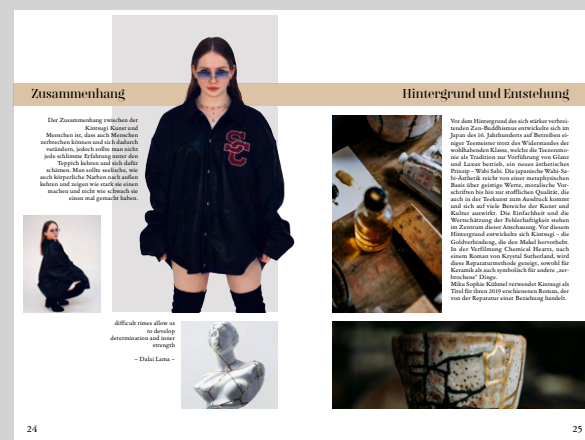 Zusammenhang
Der Zusammenhang zwischen der
Kintsugi Kunst und
Menschen ist, dass auch Menschen
zerbrechen können und sich dadurch
verändern, jedoch sollte man nicht
jede schlimme Erfahrung unter den
Teppich kehren und sich dafür
schämen. Man sollte seelische, wie
auch körperliche Narben nach außen
kehren und zeigen wie stark sie einen
machen und nicht wie schwach sie
einen mal gemacht haben.
difficult times allow us
to develop
determination and inner
strength
~ Dalai Lama ~
24
Hintergrund und Entstehung
Vor dem Hintergrund des sich stärker verbrei-
tenden Zen-Buddhismus entwickelte sich im
Japan des 16. Jahrhunderts auf Betreiben ei-
niger Teemeister trotz des Widerstandes der
wohlhabenden Klasse, welche die Teezeremo-
nie als Tradition zur Vorführung von Glanz
und Luxus betrieb, ein neues ästhetisches
Prinzip – Wabi Sabi. Die japanische Wabi-Sa-
bi-Ästhetik reicht von einer metaphysischen
Basis über geistige Werte, moralische Vor-
schriften bis hin zur stofflichen Qualität, die
auch in der Teekunst zum Ausdruck kommt
und sich auf viele Bereiche der Kunst und
Kultur auswirkt. Die Einfachheit und die
Wertschätzung der Fehlerhaftigkeit stehen
im Zentrum dieser Anschauung. Vor diesem
Hintergrund entwickelte sich Kintsugi – die
Goldverbindung, die den Makel hervorhebt.
In der Verfilmung Chemical Hearts, nach
einem Roman von Krystal Sutherland, wird
diese Reparaturmethode gezeigt, sowohl für
Keramik als auch symbolisch für andere „zer-
brochene“ Dinge.
Miku Sophie Kühmel verwendet Kintsugi als
Titel für ihren 2019 erschienenen Roman, der
von der Reparatur einer Beziehung handelt.
25